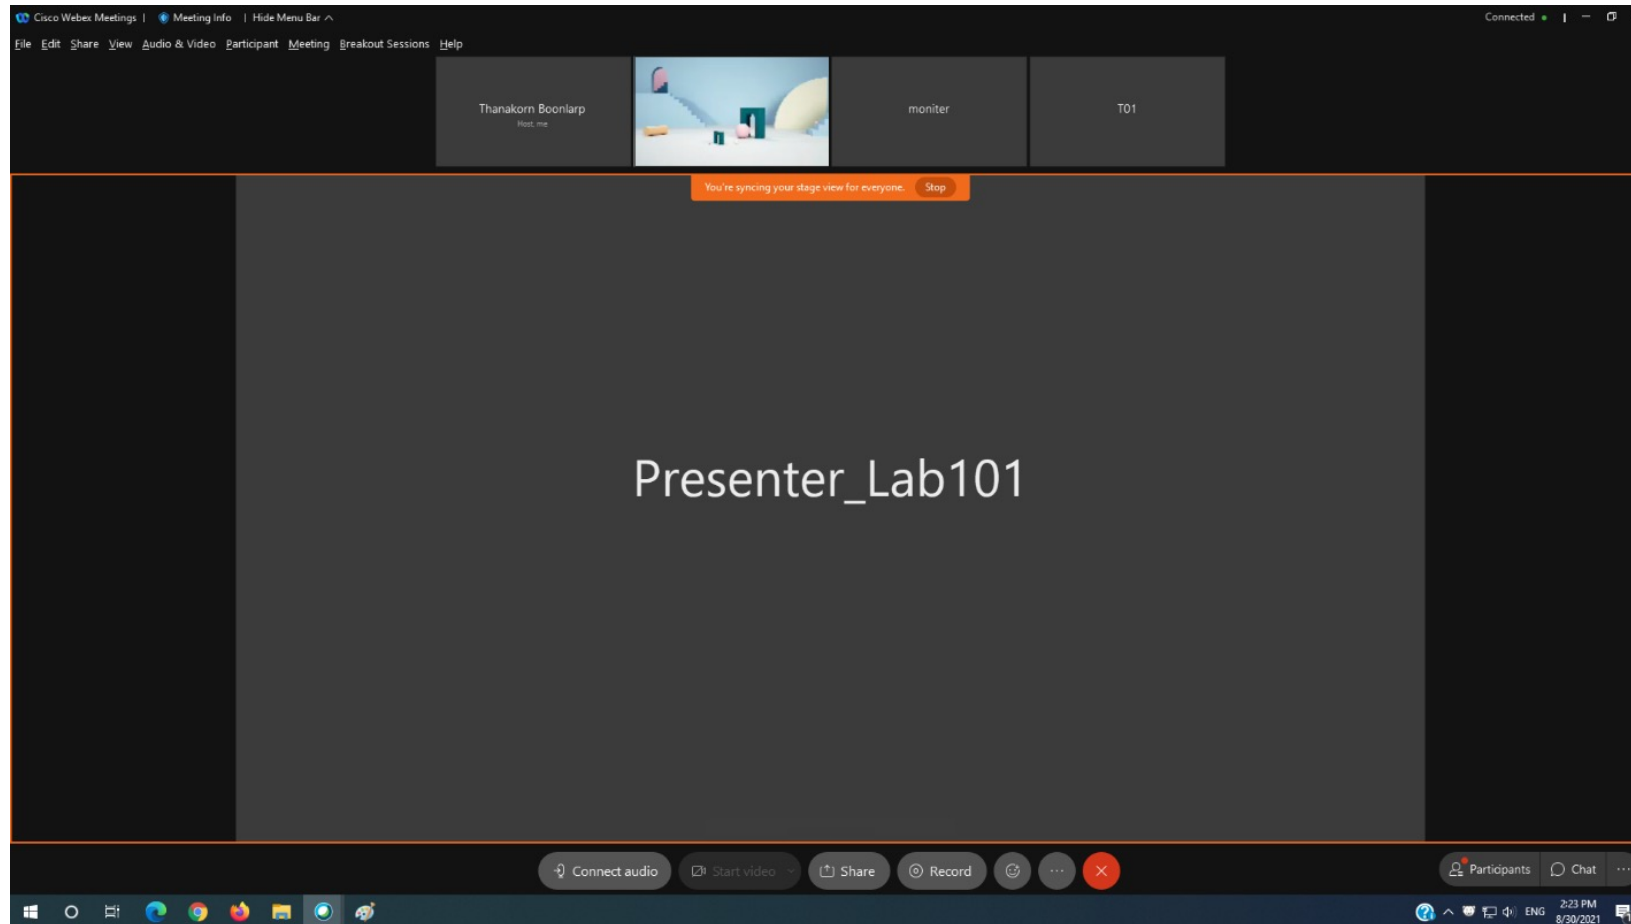 Cisco Webex Meetings | Meeting Info | Hide Menu Bar Connected
File Edit Share View Audio & Video Participant Meeting Breakout Sessions Help
Thanakorn Boonlarp
Host, me
moniter
T01
You're syncing your stage view for everyone. Stop
Presenter_Lab101
Connect audio Start video Share Record Participants Chat
ENG 2:23 PM
8/30/2021